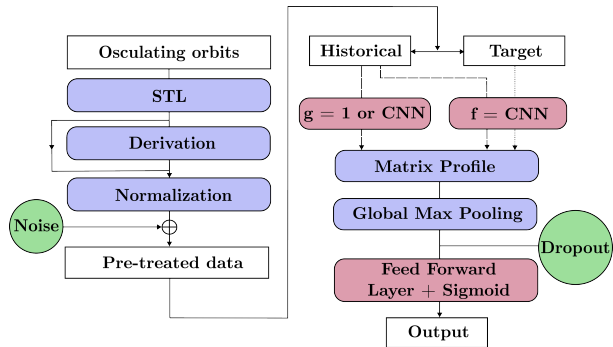 Osculating orbits
STL
Derivation
Normalization
Noise
Pre-treated data
Historical
Target
g = 1 or CNN
f = CNN
Matrix Profile
Global Max Pooling
Dropout
Feed Forward
Layer + Sigmoid
Output